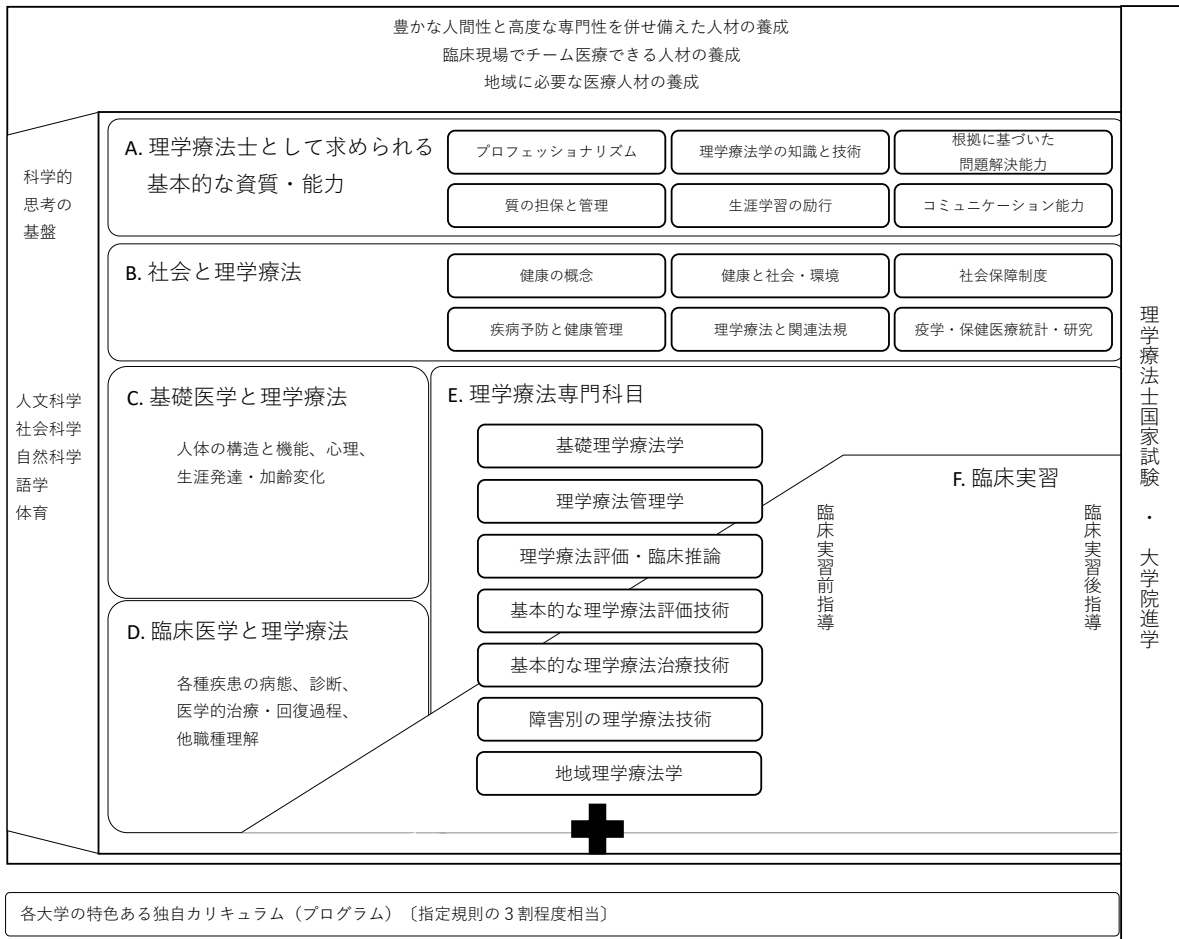 豊かな人間性と高度な専門性を併せ備えた人材の養成
臨床現場でチーム医療できる人材の養成
地域に必要な医療人材の養成
科学的
思考の
基盤
人文科学
社会科学
自然科学
語学
体育
A. 理学療法士として求められる
基本的な資質・能力
プロフェッショナリズム
理学療法学の知識と技術
根拠に基づいた
問題解決能力
質の担保と管理
生涯学習の励行
コミュニケーション能力
B. 社会と理学療法
健康の概念
健康と社会・環境
社会保障制度
疾病予防と健康管理
理学療法と関連法規
疫学・保健医療統計・研究
C. 基礎医学と理学療法
人体の構造と機能、心理、
生涯発達・加齢変化
D. 臨床医学と理学療法
各種疾患の病態、診断、
医学的治療・回復過程、
他職種理解
E. 理学療法専門科目
基礎理学療法学
理学療法管理学
理学療法評価・臨床推論
基本的な理学療法評価技術
基本的な理学療法治療技術
障害別の理学療法技術
地域理学療法学
F. 臨床実習
臨床実習前指導
臨床実習後指導
理学療法士国家試験 ・ 大学院進学
各大学の特色ある独自カリキュラム（プログラム）〔指定規則の３割程度相当〕